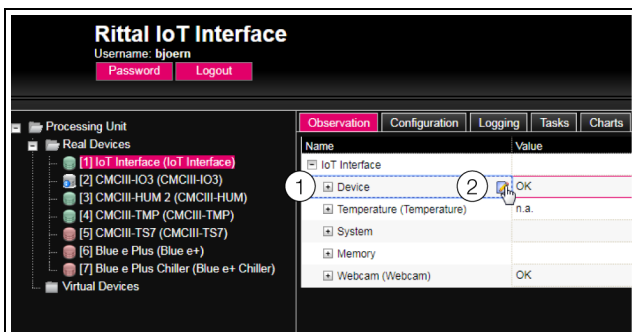 Rittal IoT Interface
Username: bjoern
Password Logout
Processing Unit
Real Devices
[1] IoT Interface (IoT Interface)
[2] CMCIII-IO3 (CMCIII-IO3)
[3] CMCIII-HUM 2 (CMCIII-HUM)
[4] CMCIII-TMP (CMCIII-TMP)
[5] CMCIII-TS7 (CMCIII-TS7)
[6] Blue e Plus (Blue e+)
[7] Blue e Plus Chiller (Blue e+ Chiller)
Virtual Devices
Observation Configuration Logging Tasks Charts
Name Value
IoT Interface
1 Device 2 OK
Temperature (Temperature) n.a.
System
Memory
Webcam (Webcam) OK